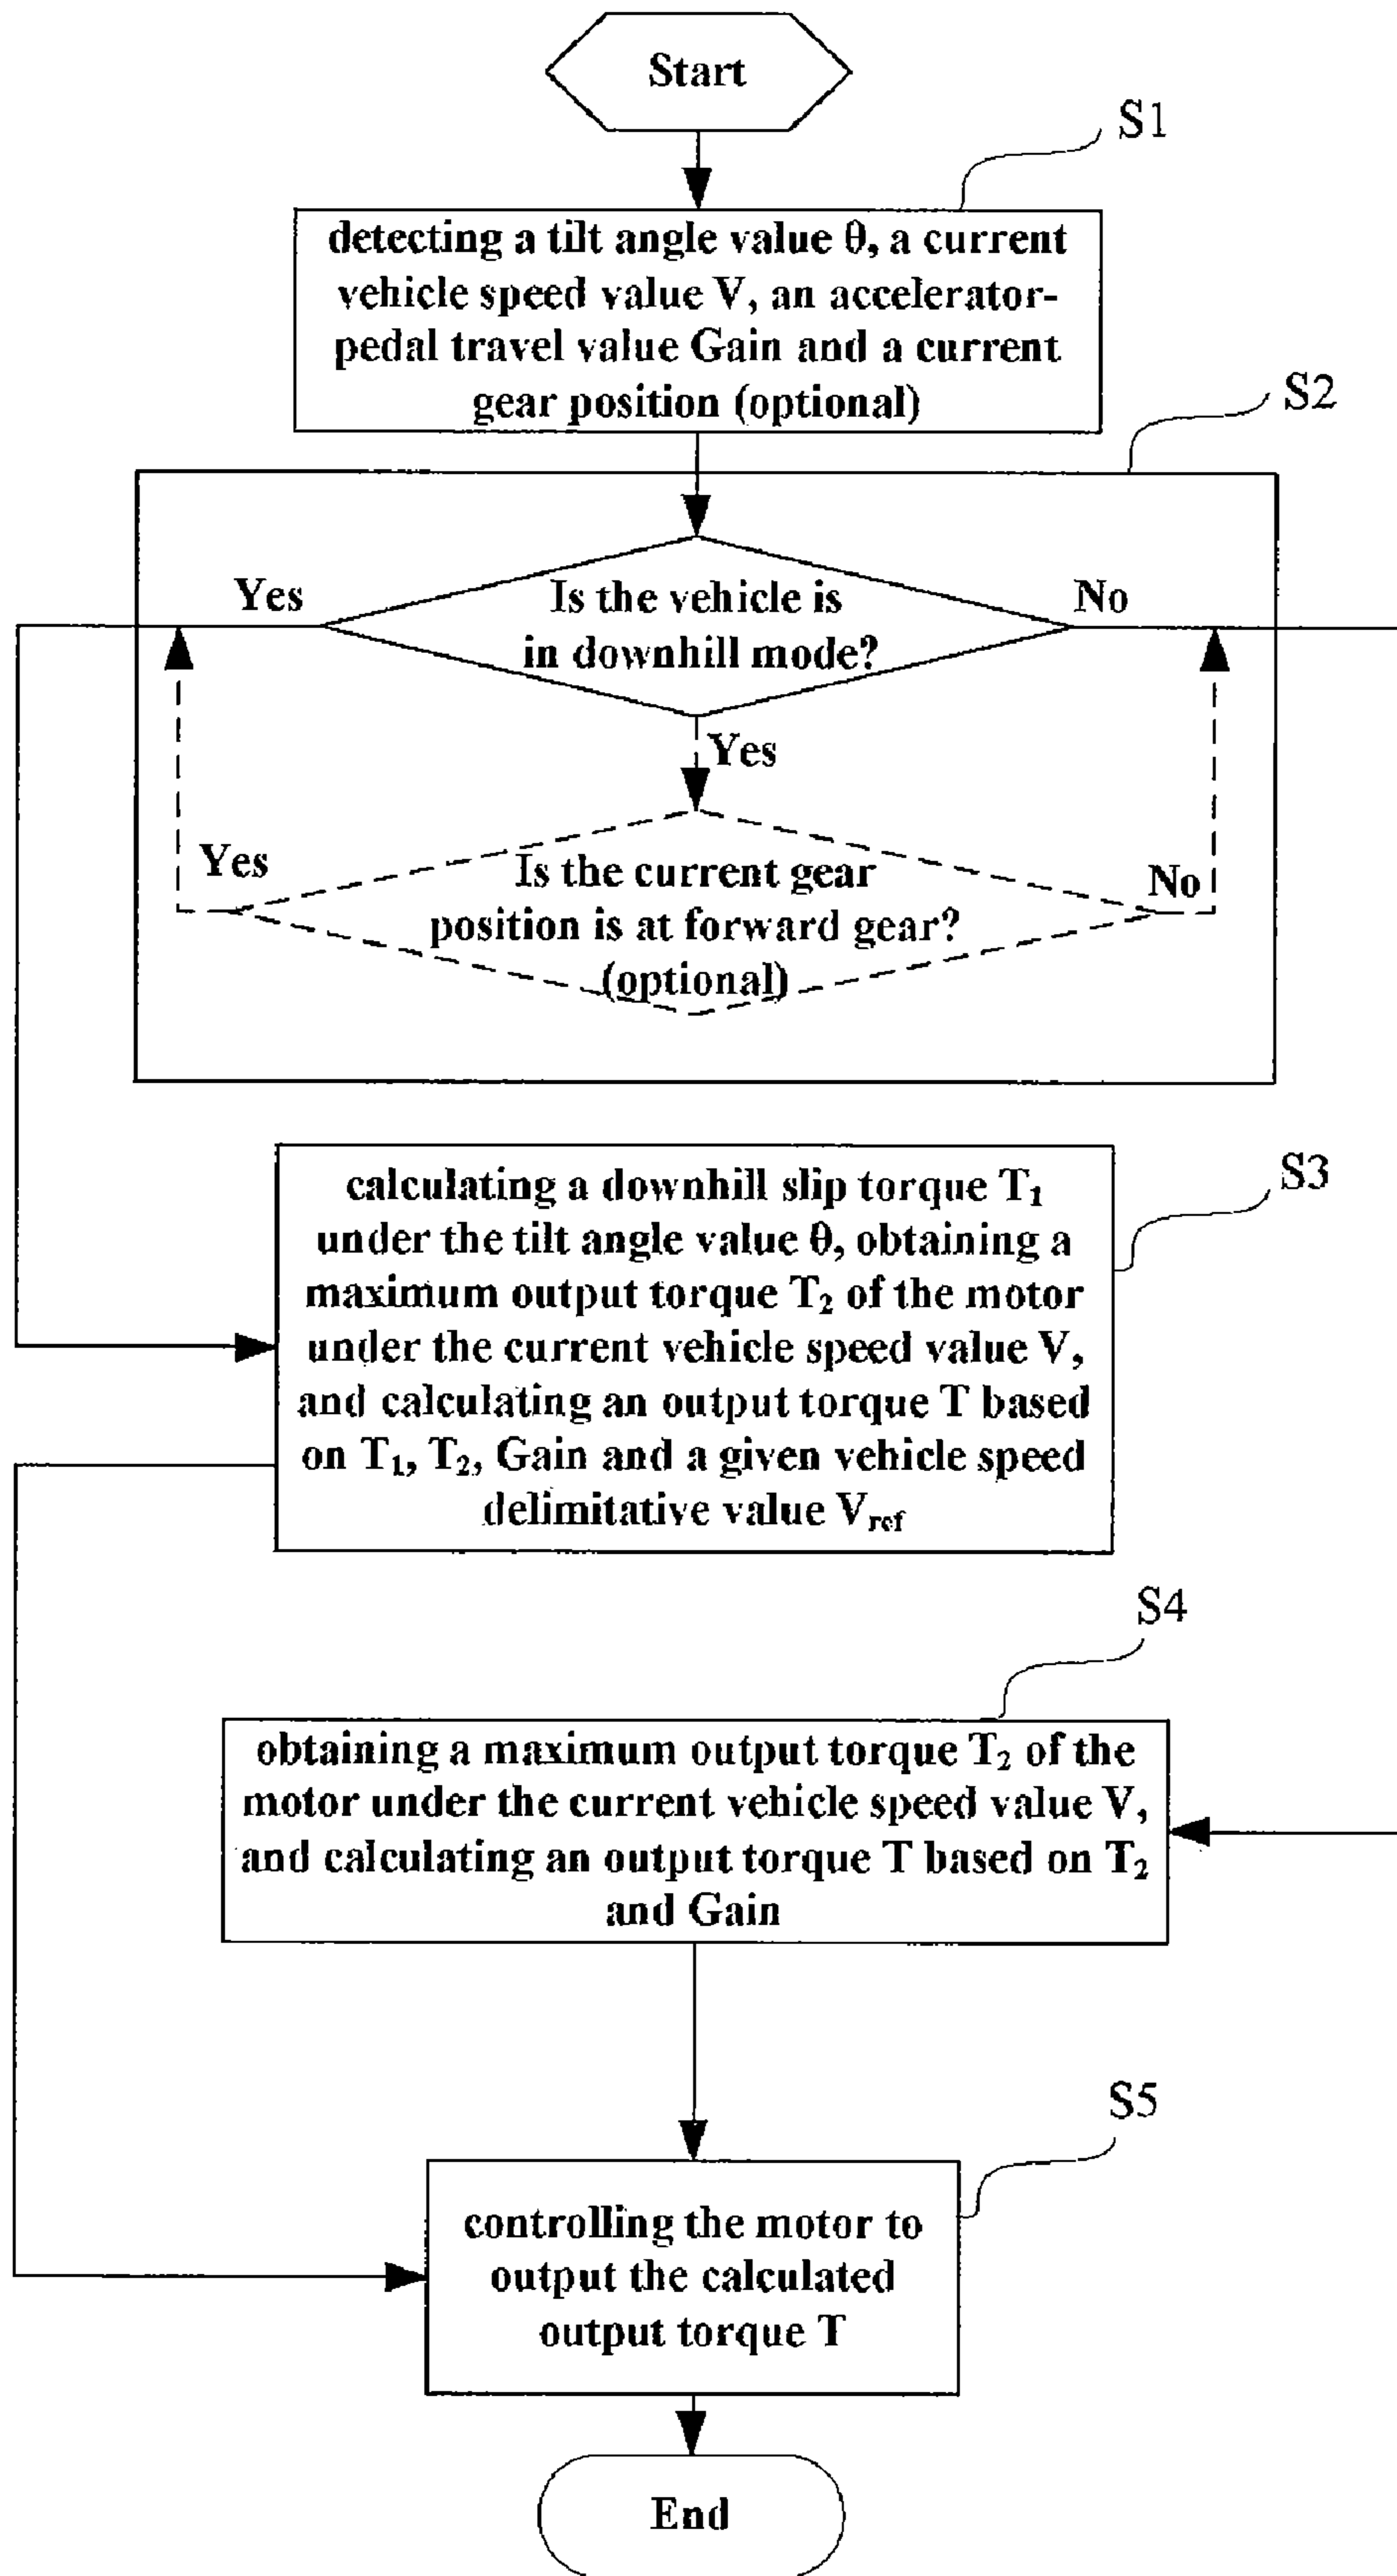 Start
S1
detecting a tilt angle value θ, a current
vehicle speed value V, an accelerator-
pedal travel value Gain and a current
gear position (optional)
S2
Yes
Is the vehicle is
in downhill mode?
No
Yes
Yes
Is the current gear
position is at forward gear?
(optional)
No
S3
calculating a downhill slip torque T₁
under the tilt angle value θ, obtaining a
maximum output torque T₂ of the motor
under the current vehicle speed value V,
and calculating an output torque T based
on T₁, T₂, Gain and a given vehicle speed
delimitative value Vref
S4
obtaining a maximum output torque T₂ of the
motor under the current vehicle speed value V,
and calculating an output torque T based on T₂
and Gain
S5
controlling the motor to
output the calculated
output torque T
End